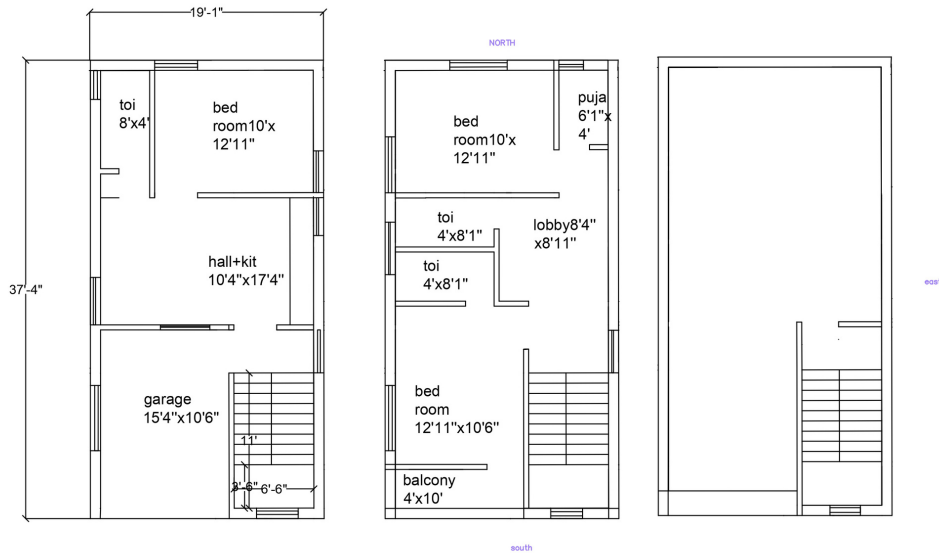 19'-1"
NORTH
toi
8'x4'
bed
room10'x
12'11"
hall+kit
10'4"x17'4"
37'-4"
garage
15'4"x10'6"
11'
3'-6"
6'-6"
bed
room10'x
12'11"
puja
6'1"x
4'
toi
4'x8'1"
lobby8'4"
x8'11"
toi
4'x8'1"
bed
room
12'11"x10'6"
balcony
4'x10'
south
east